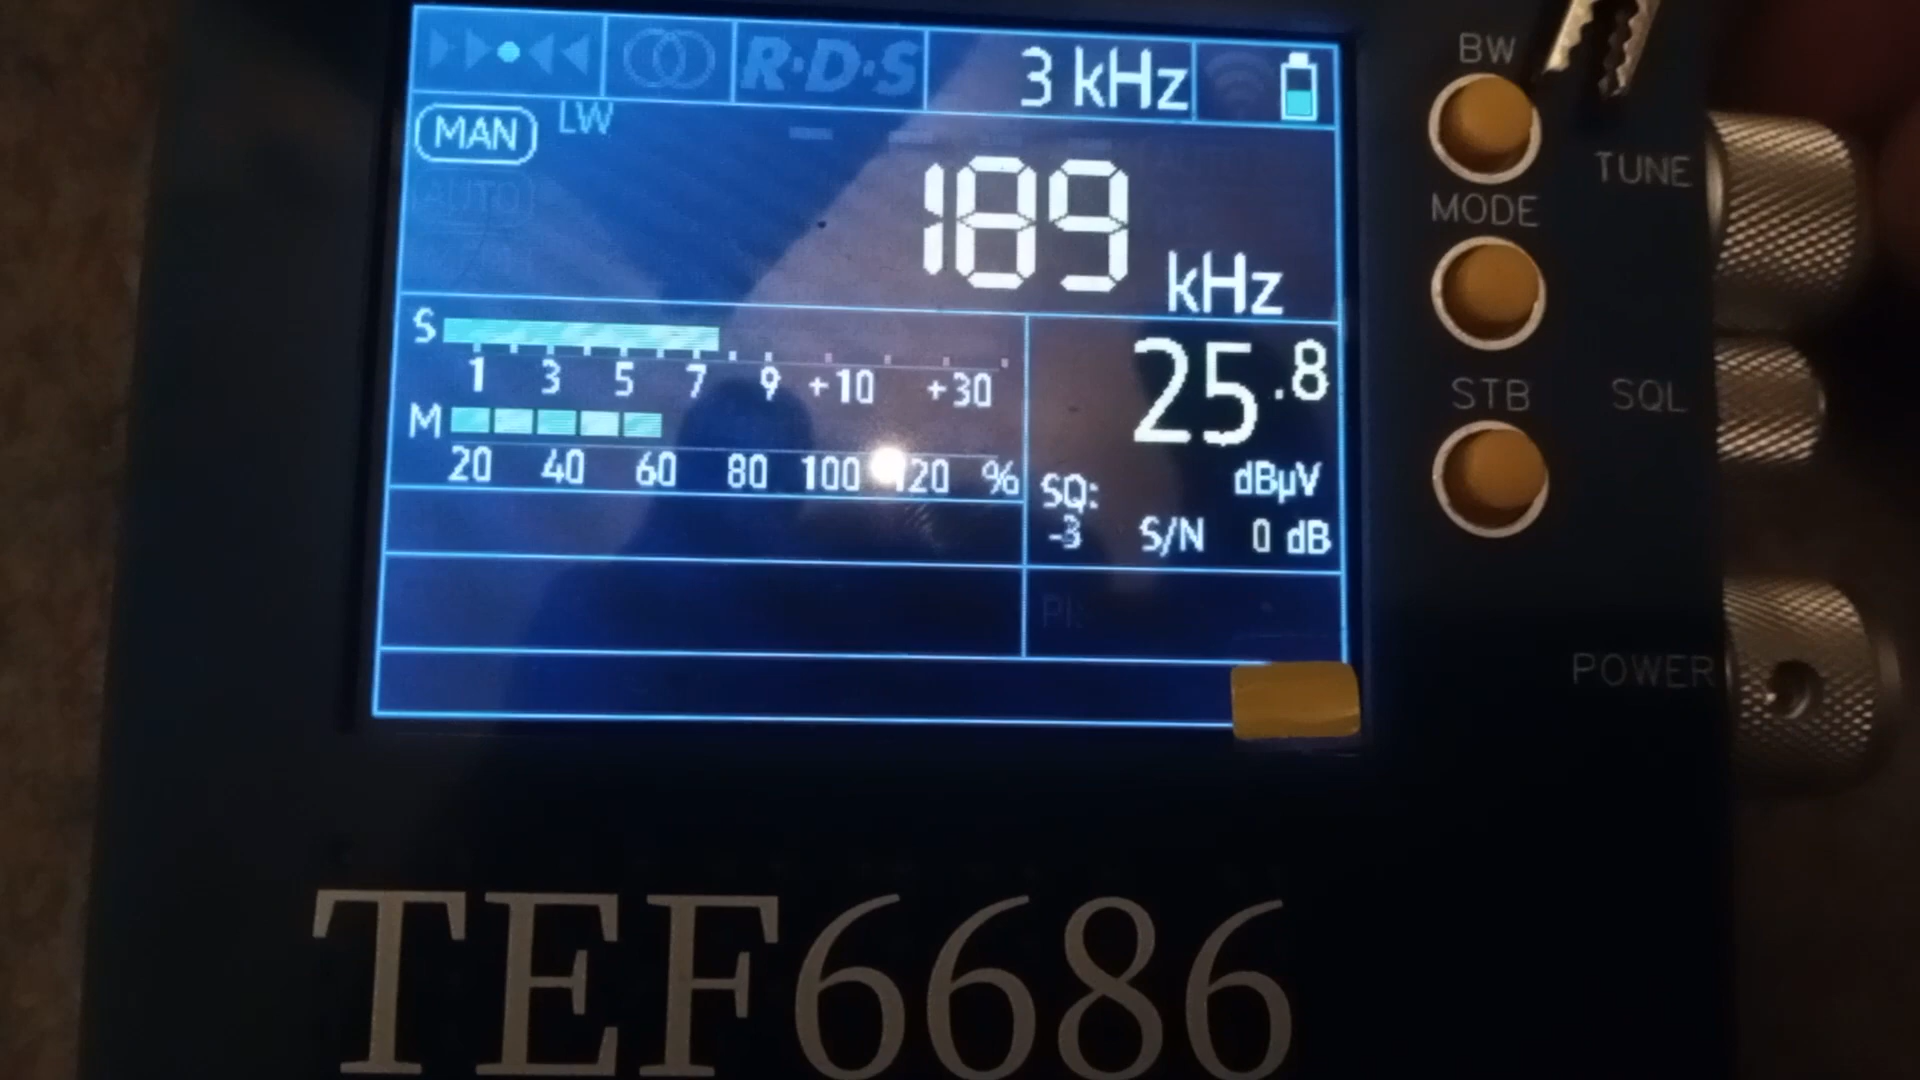 R·D·S 3 kHz
MAN LW
AUTO
189 kHz
S
1 3 5 7 9 +10 +30
M
20 40 60 80 100 120 %
25.8
dBµV
SQ:
-3 S/N 0 dB
PI:
BW
TUNE
MODE
STB SQL
POWER
TEF6686